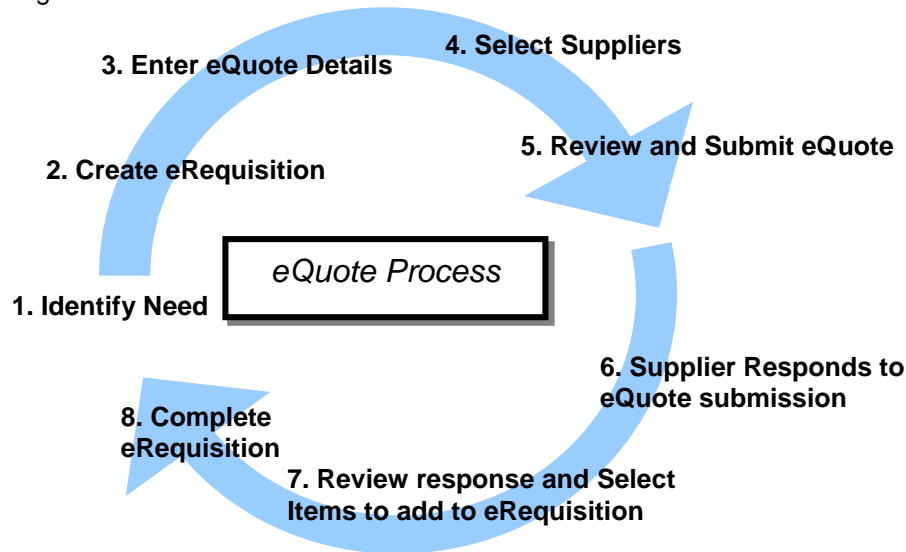 4. Select Suppliers
3. Enter eQuote Details
5. Review and Submit eQuote
2. Create eRequisition
eQuote Process
1. Identify Need
6. Supplier Responds to
eQuote submission
8. Complete
eRequisition
7. Review response and Select
Items to add to eRequisition